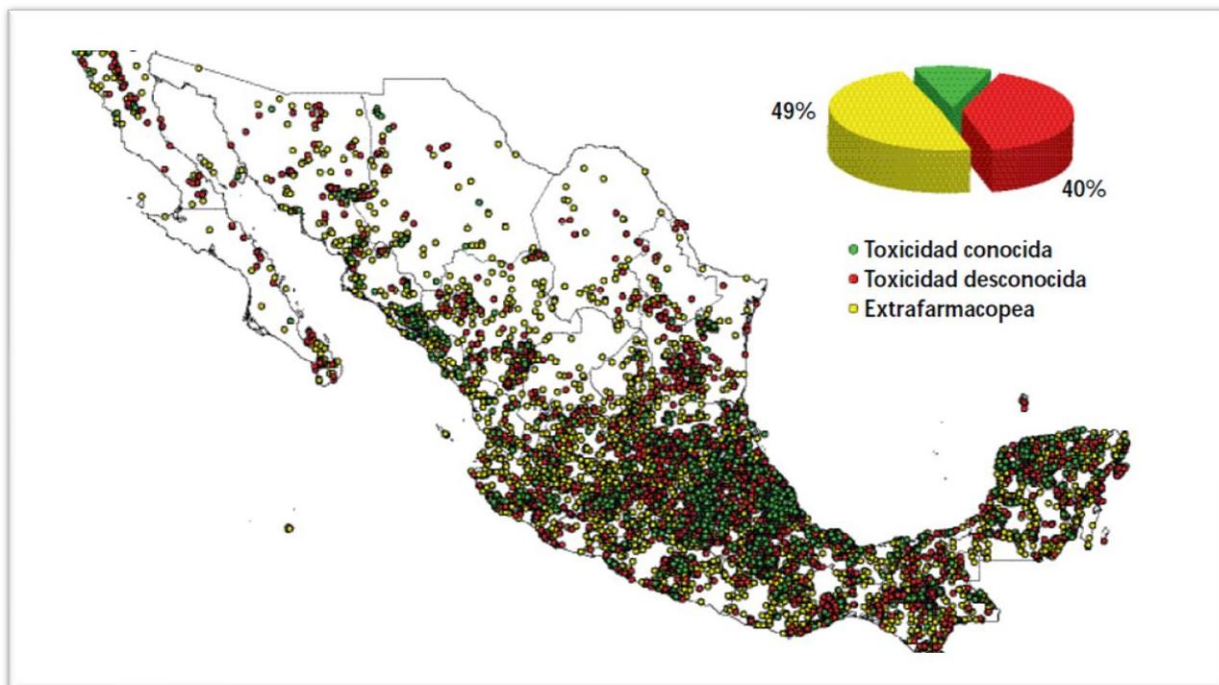 49%
40%
Toxicidad conocida
Toxicidad desconocida
Extrafarmacopea